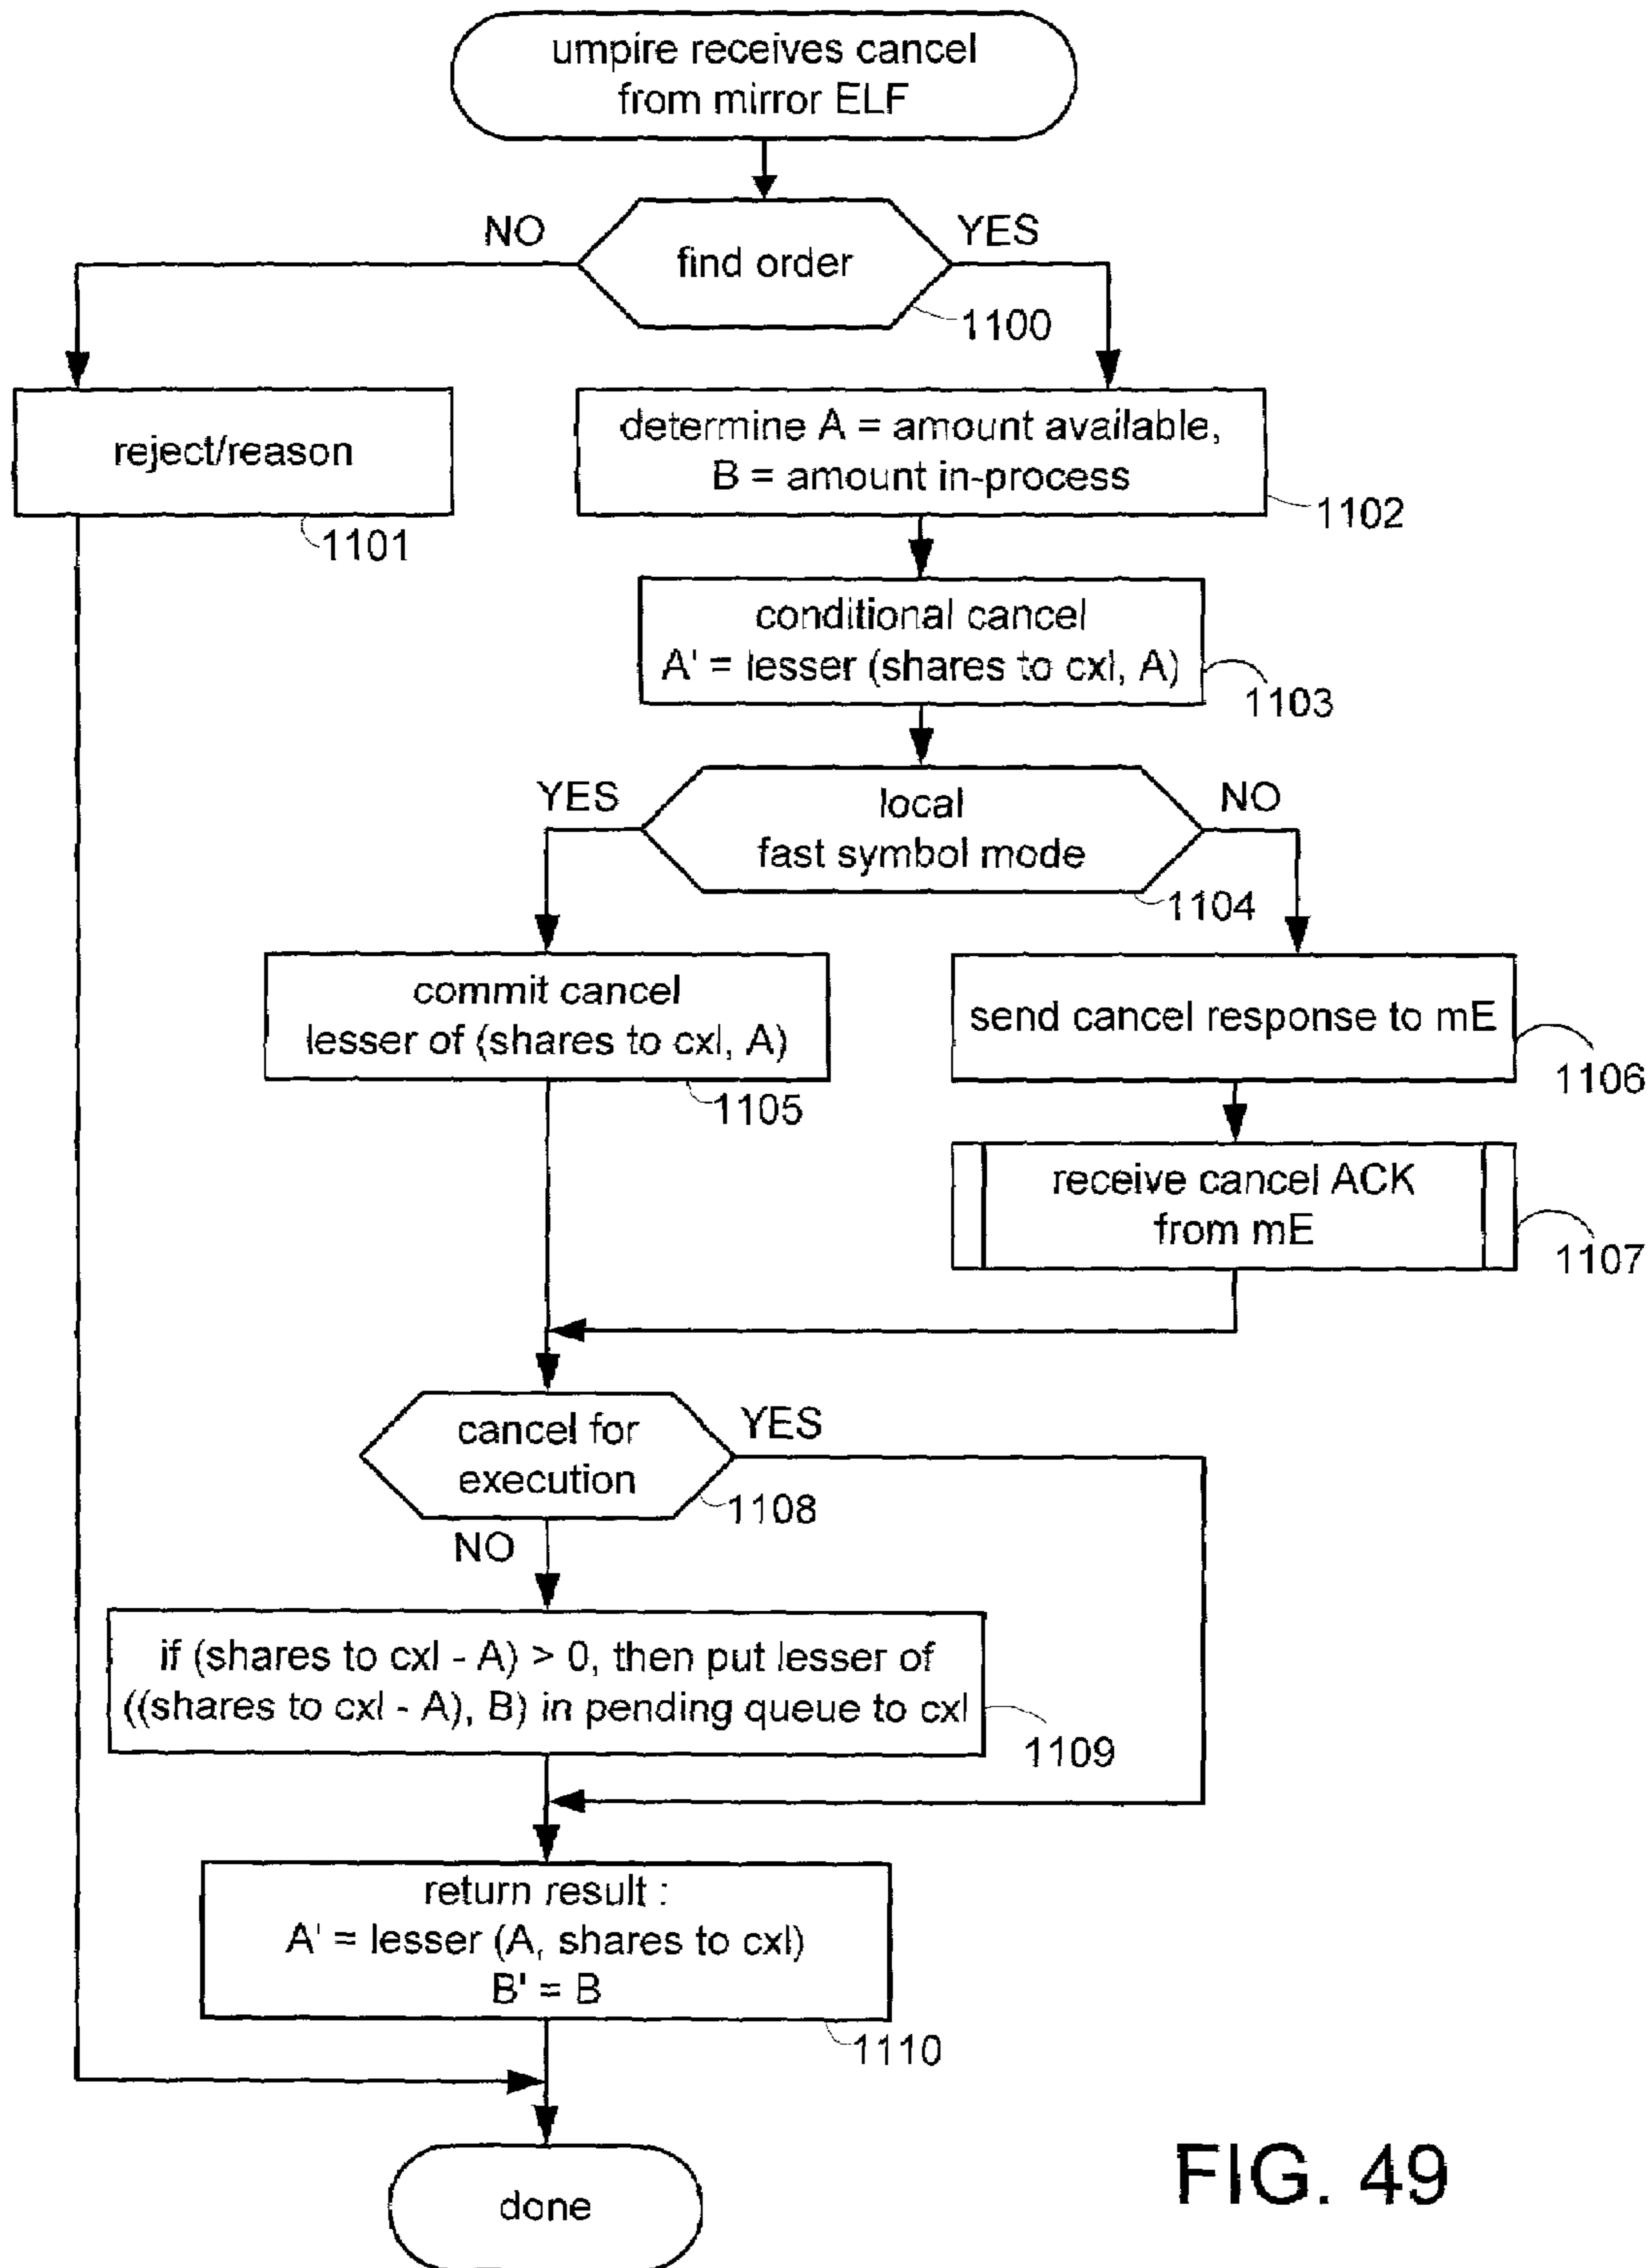 umpire receives cancel
from mirror ELF
NO
YES
find order
1100
reject/reason
1101
determine A = amount available,
B = amount in-process
1102
conditional cancel
A' = lesser (shares to cxl, A)
1103
YES
NO
local
fast symbol mode
1104
commit cancel
lesser of (shares to cxl, A)
1105
send cancel response to mE
1106
receive cancel ACK
from mE
1107
cancel for
execution
YES
1108
NO
if (shares to cxl - A) > 0, then put lesser of
((shares to cxl - A), B) in pending queue to cxl
1109
return result :
A' = lesser (A, shares to cxl)
B' = B
1110
done
FIG. 49